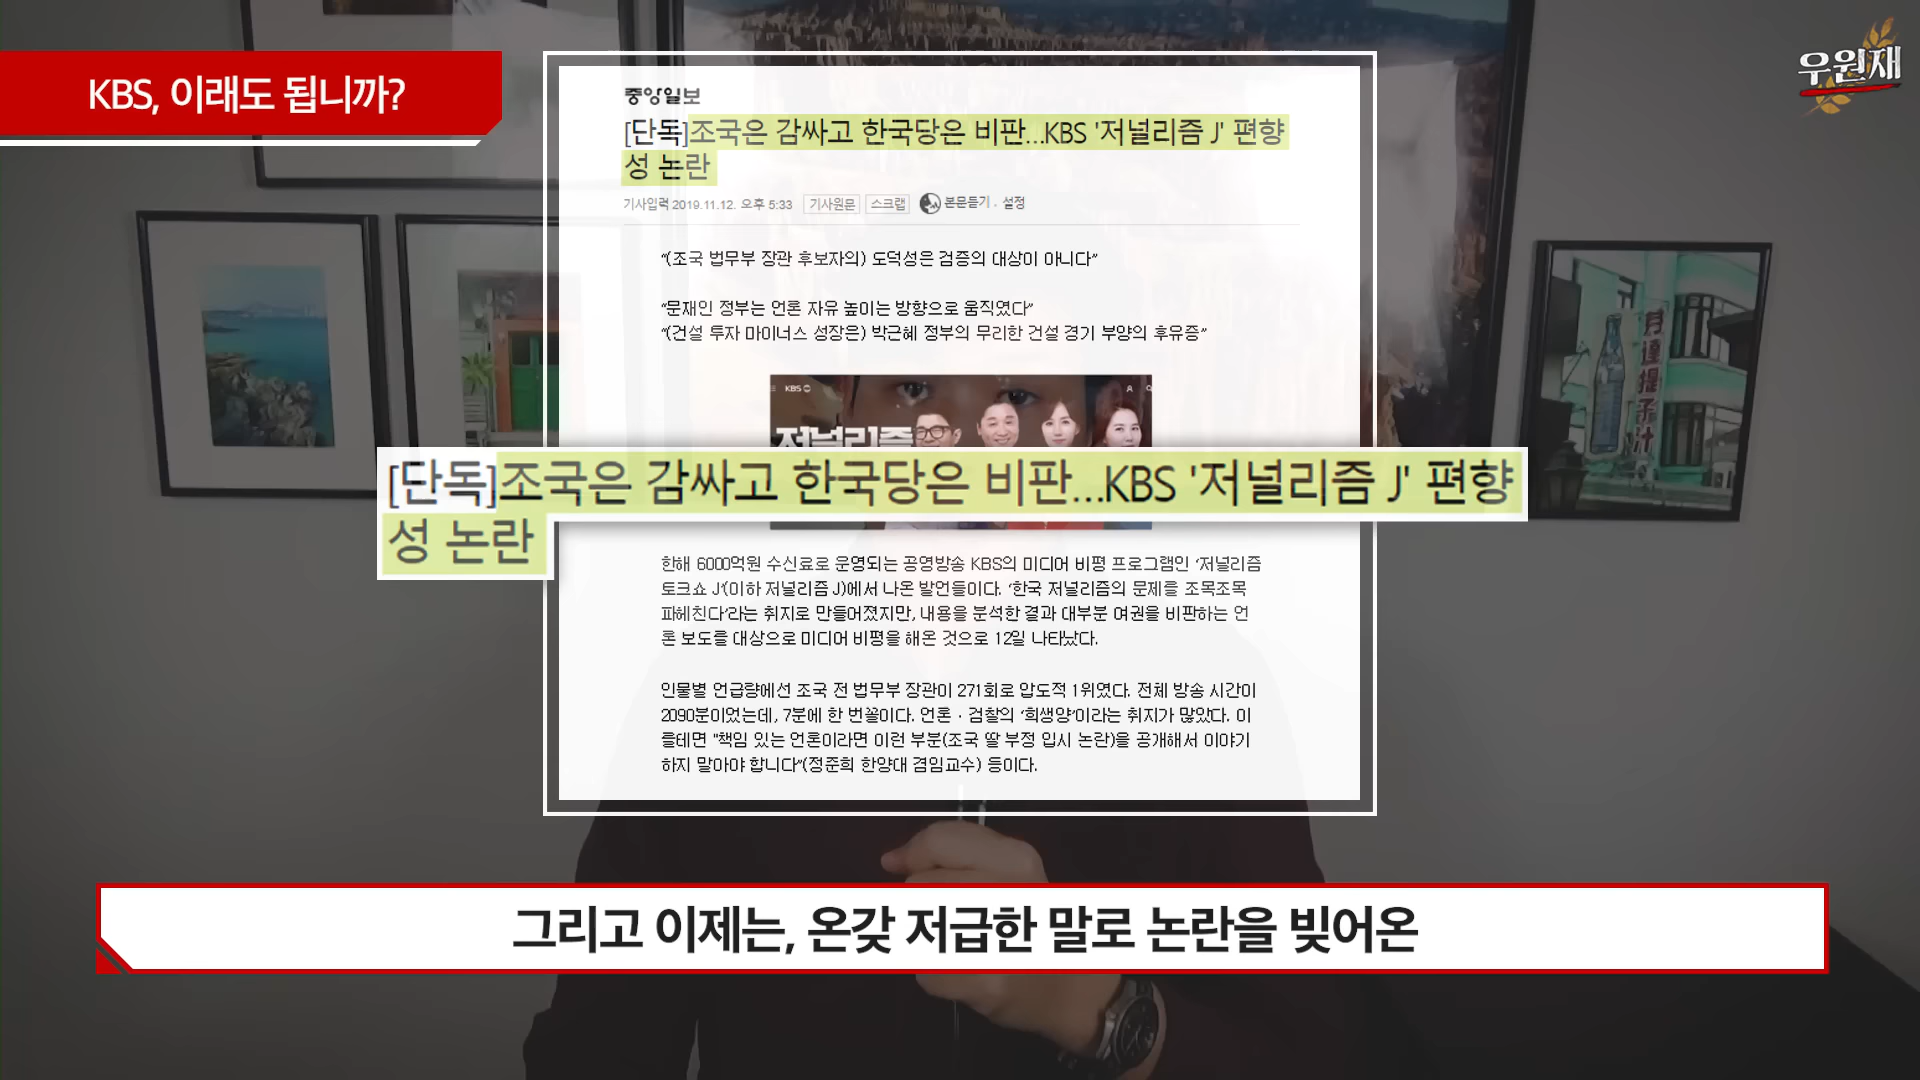 KBS, 이래도 됩니까?
우원재
중앙일보
[단독]조국은 감싸고 한국당은 비판...KBS '저널리즘 J' 편향
성 논란
기사입력 2019.11.12. 오후 5:33 기사원문 스크랩 본문듣기 · 설정
“(조국 법무부 장관 후보자의) 도덕성은 검증의 대상이 아니다”
“문재인 정부는 언론 자유 높이는 방향으로 움직였다”
“(건설 투자 마이너스 성장은) 박근혜 정부의 무리한 건설 경기 부양의 후유증”
KBS
저널리즘
[단독]조국은 감싸고 한국당은 비판...KBS '저널리즘 J' 편향
성 논란
한해 6000억원 수신료로 운영되는 공영방송 KBS의 미디어 비평 프로그램인 ‘저널리즘
토크쇼 J’(이하 저널리즘 J)에서 나온 발언들이다. ‘한국 저널리즘의 문제를 조목조목
파헤친다’라는 취지로 만들어졌지만, 내용을 분석한 결과 대부분 여권을 비판하는 언
론 보도를 대상으로 미디어 비평을 해온 것으로 12일 나타났다.
인물별 언급량에선 조국 전 법무부 장관이 271회로 압도적 1위였다. 전체 방송 시간이
2090분이었는데, 7분에 한 번꼴이다. 언론ㆍ검찰의 ‘희생양’이라는 취지가 많았다. 이
를테면 "책임 있는 언론이라면 이런 부분(조국 딸 부정 입시 논란)을 공개해서 이야기
하지 말아야 합니다”(정준희 한양대 겸임교수) 등이다.
그리고 이제는, 온갖 저급한 말로 논란을 빚어온